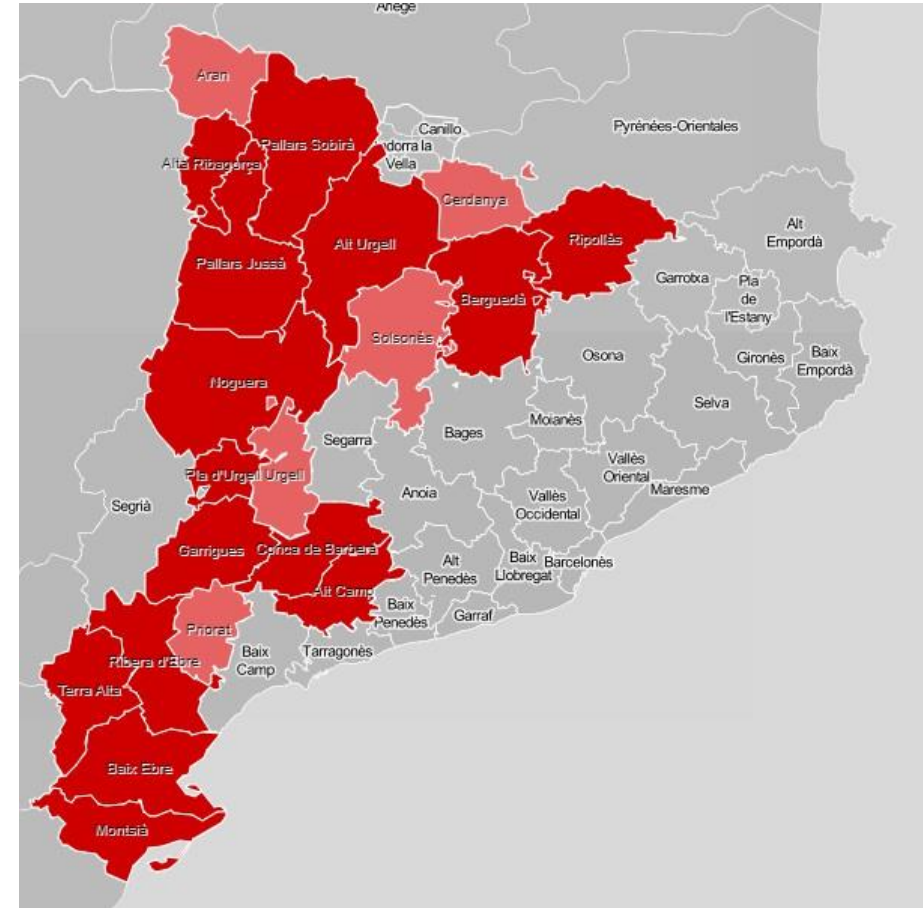 Ariège
Aran
Canillo
Pyrénées-Orientales
Pallars Sobirà
dorra la
Vella
Alta Ribagorça
Cerdanya
Alt
Empordà
Alt Urgell
Ripollès
Pallars Jussà
Garrotxa
Pla
de
l'Estany
Berguedà
Solsonès
Osona
Gironès
Baix
Empordà
Noguera
Selva
Moianès
Segarra
Bages
Vallès
Oriental
Pla d'Urgell
Urgell
Maresme
Anoia
Vallès
Occidental
Segrià
Garrigues
Conca de Barberà
Alt
Penedès
Baix
Llobregat
Barcelonès
Alt Camp
Baix
Penedès
Garraf
Priorat
Baix
Camp
Tarragonès
Ribera d'Ebre
Terra Alta
Baix Ebre
Montsià